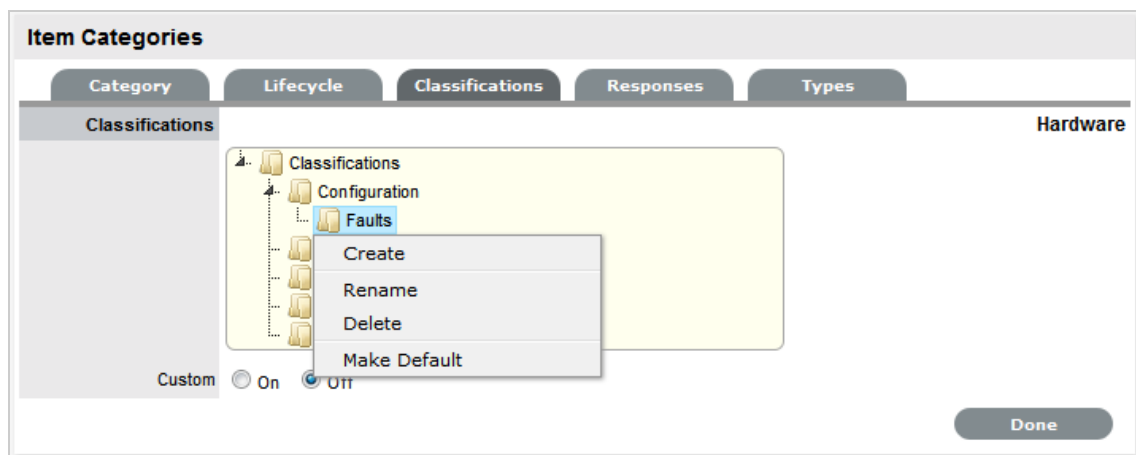 Item Categories
Category Lifecycle Classifications Responses Types
Classifications Hardware
Classifications
Configuration
Faults
Create
Rename
Delete
Make Default
Custom On Off
Done